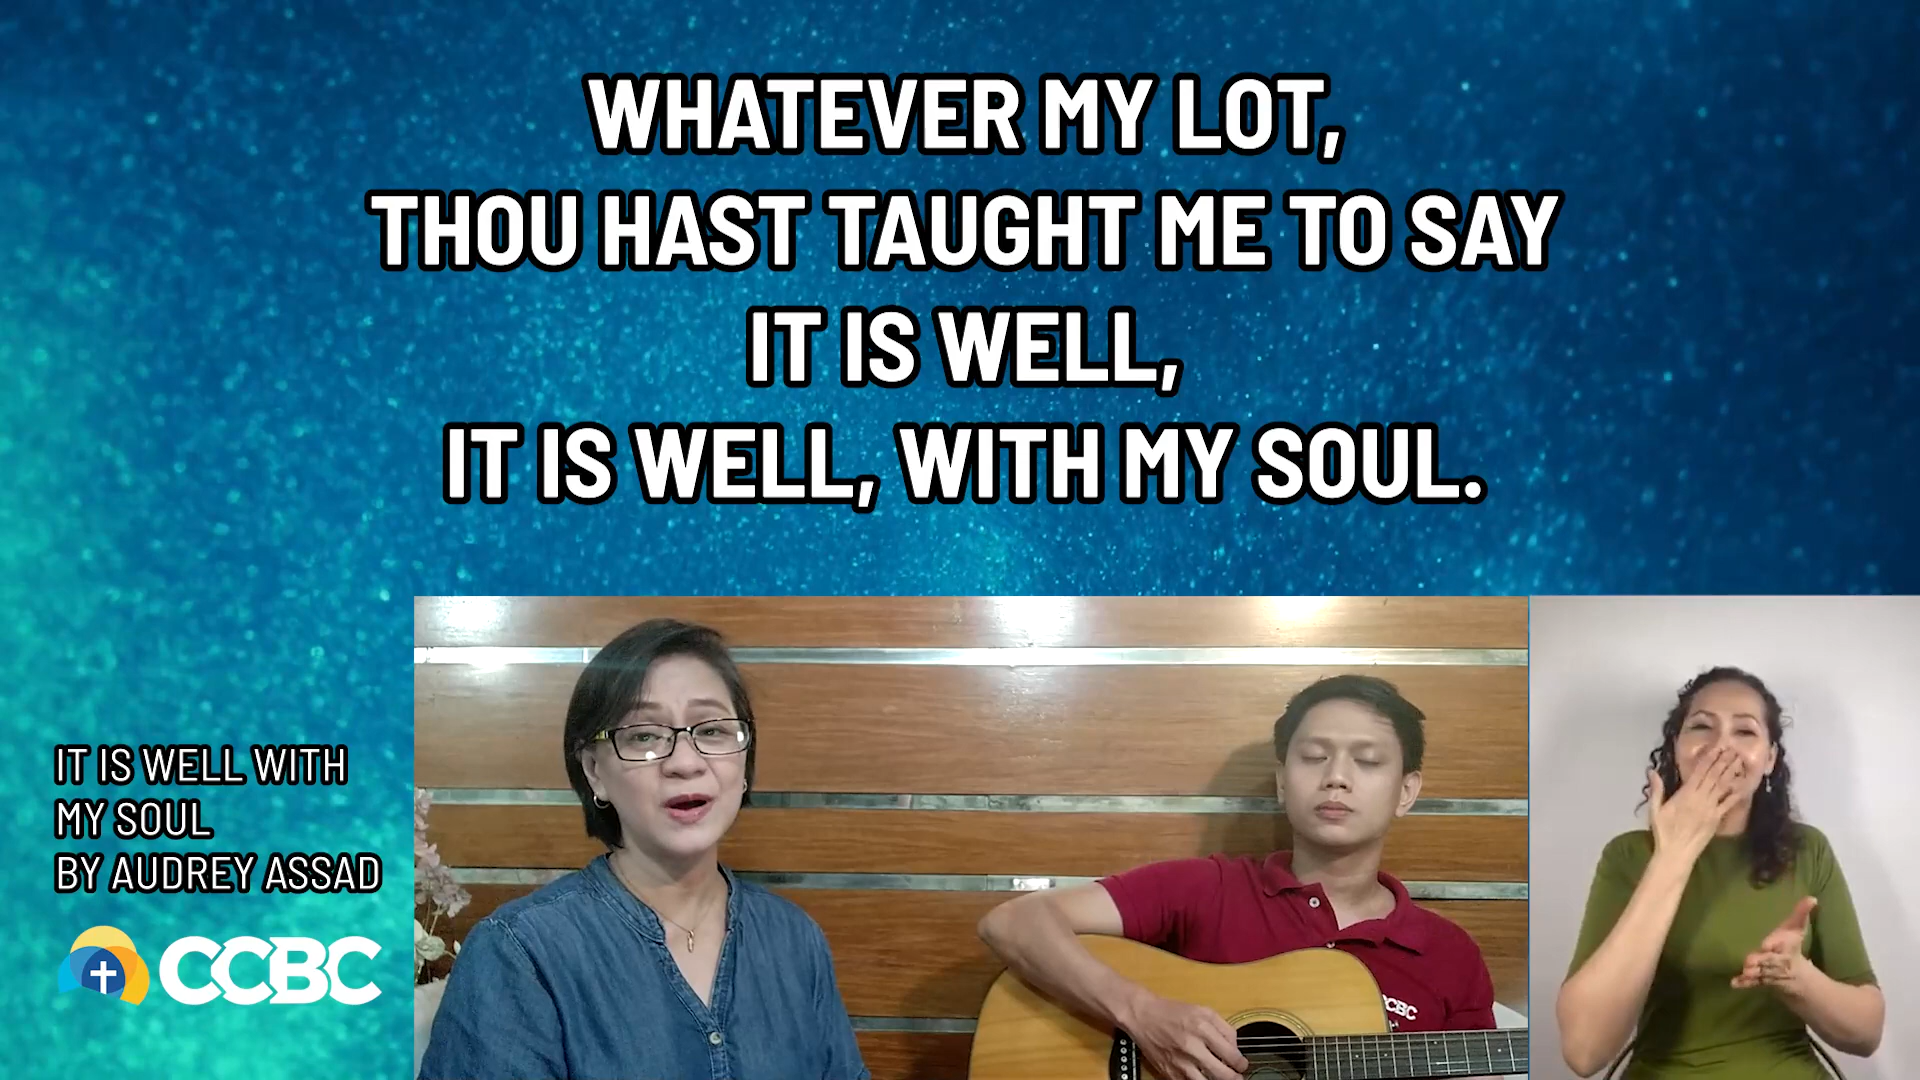 WHATEVER MY LOT,
THOU HAST TAUGHT ME TO SAY
IT IS WELL,
IT IS WELL, WITH MY SOUL.
IT IS WELL WITH
MY SOUL
BY AUDREY ASSAD
CCBC
CCBC